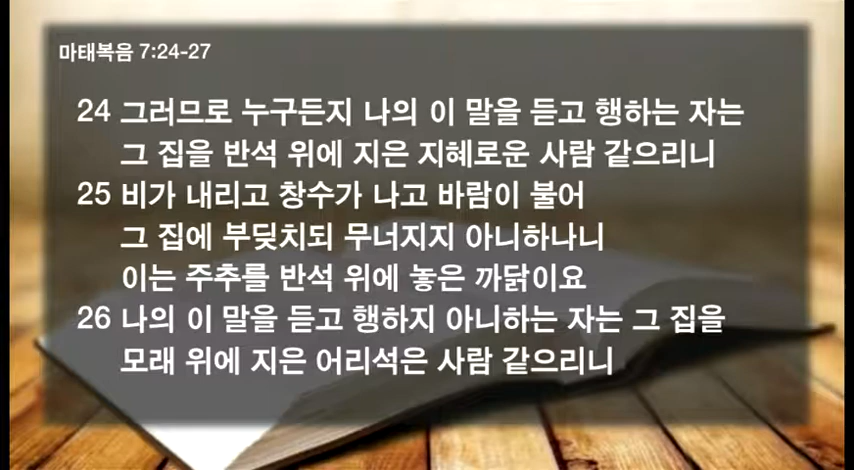 마태복음 7:24-27
24 그러므로 누구든지 나의 이 말을 듣고 행하는 자는
그 집을 반석 위에 지은 지혜로운 사람 같으리니
25 비가 내리고 창수가 나고 바람이 불어
그 집에 부딪치되 무너지지 아니하나니
이는 주추를 반석 위에 놓은 까닭이요
26 나의 이 말을 듣고 행하지 아니하는 자는 그 집을
모래 위에 지은 어리석은 사람 같으리니